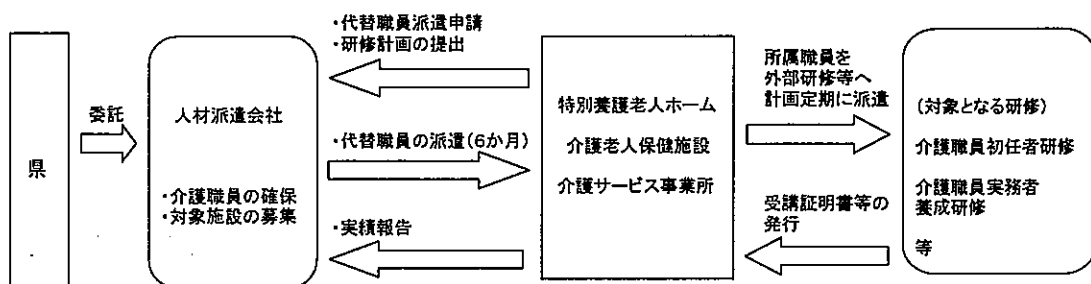 県
委託
人材派遣会社
・介護職員の確保
・対象施設の募集
・代替職員派遣申請
・研修計画の提出
・代替職員の派遣(6か月)
・実績報告
特別養護老人ホーム
介護老人保健施設
介護サービス事業所
所属職員を
外部研修等へ
計画定期に派遣
受講証明書等の
発行
(対象となる研修)
介護職員初任者研修
介護職員実務者
養成研修
等